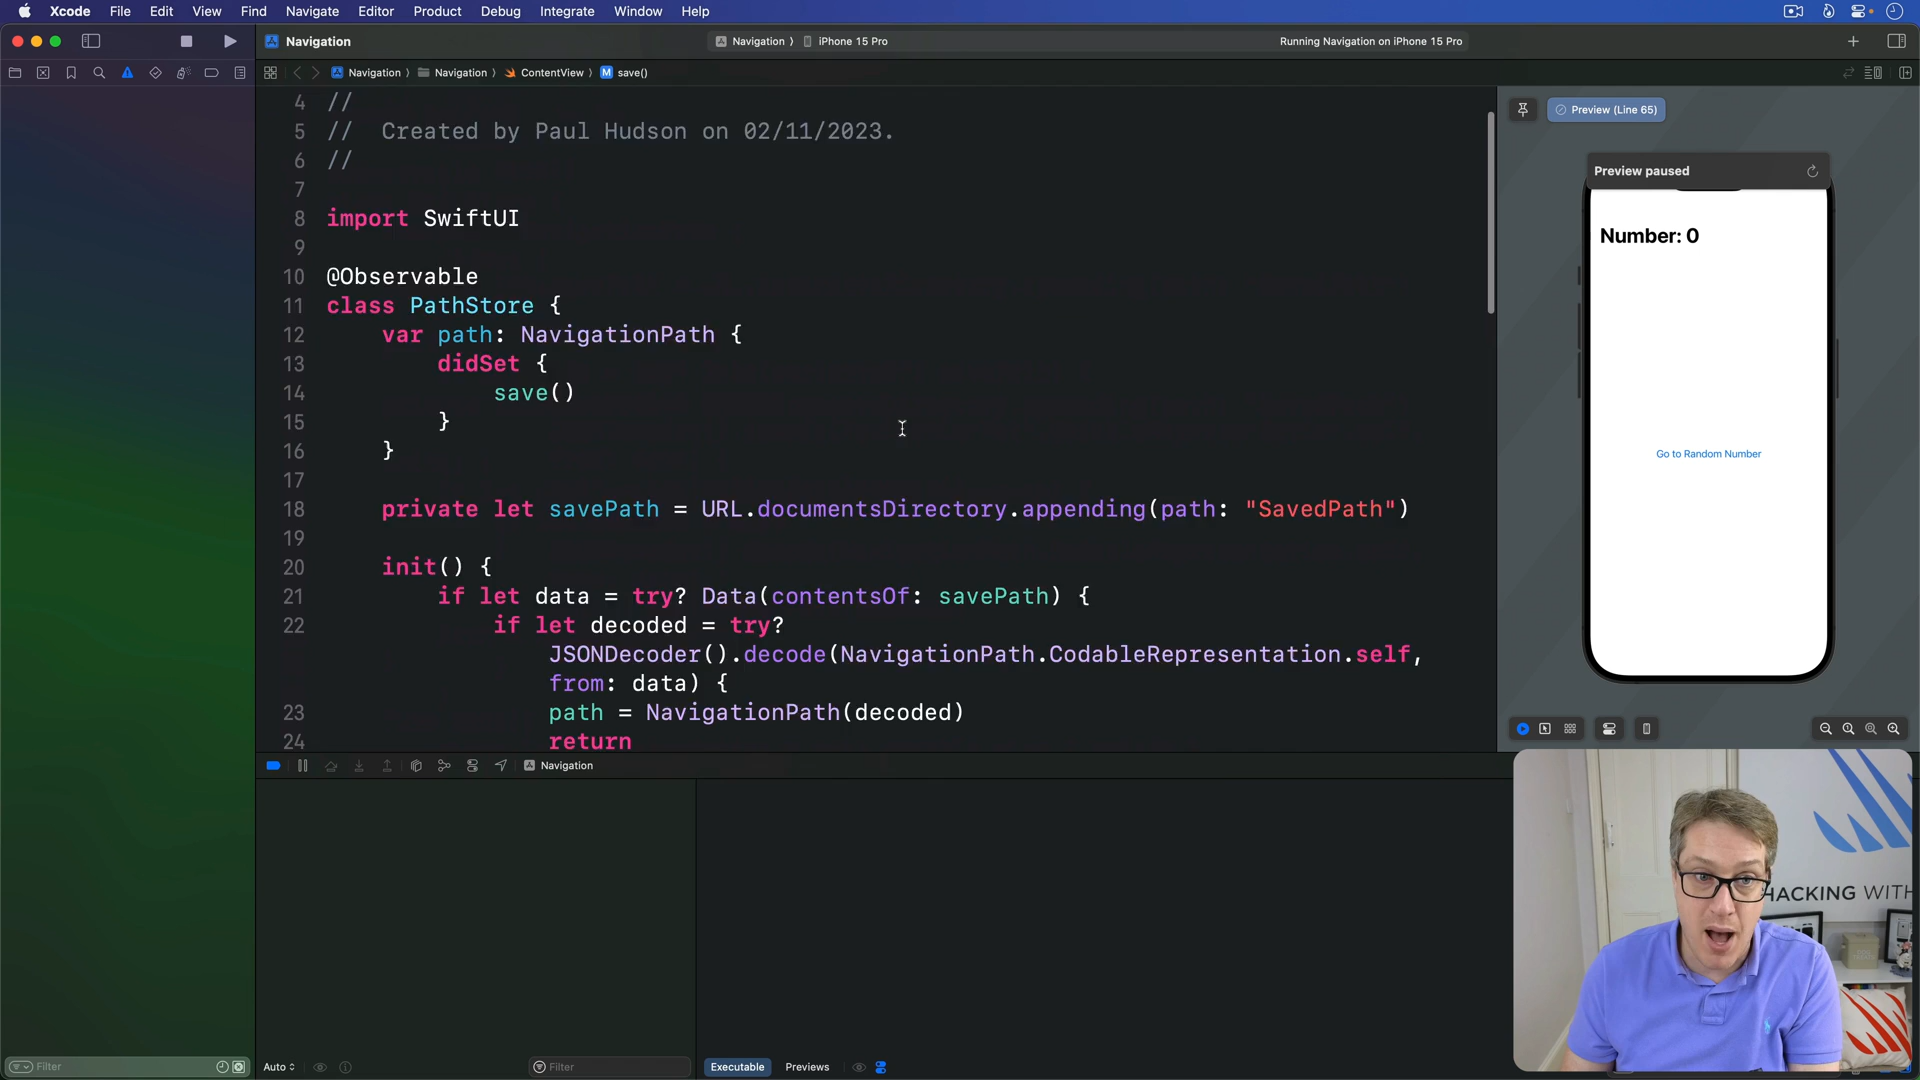 Xcode File Edit View Find Navigate Editor Product Debug Integrate Window Help
Navigation
Navigation 〉 iPhone 15 Pro
Running Navigation on iPhone 15 Pro
Navigation 〉 Navigation 〉 ContentView 〉 M save()
4 //
5 //  Created by Paul Hudson on 02/11/2023.
6 //
7
8 import SwiftUI
9
10 @Observable
11 class PathStore {
12     var path: NavigationPath {
13         didSet {
14             save()
15         }
16     }
17
18     private let savePath = URL.documentsDirectory.appending(path: "SavedPath")
19
20     init() {
21         if let data = try? Data(contentsOf: savePath) {
22             if let decoded = try?
JSONDecoder().decode(NavigationPath.CodableRepresentation.self,
from: data) {
23                 path = NavigationPath(decoded)
24                 return
Preview (Line 65)
Preview paused
Number: 0
Go to Random Number
Navigation
HACKING WITH
Filter
Auto
Filter
Executable
Previews